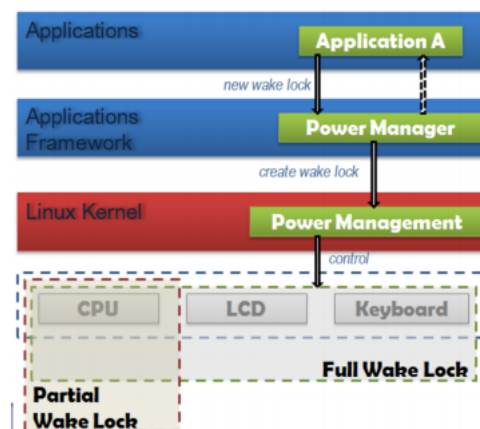 Applications
Application A
new wake lock
Applications
Framework
Power Manager
create wake lock
Linux Kernel
Power Management
control
CPU
LCD
Keyboard
Full Wake Lock
Partial
Wake Lock